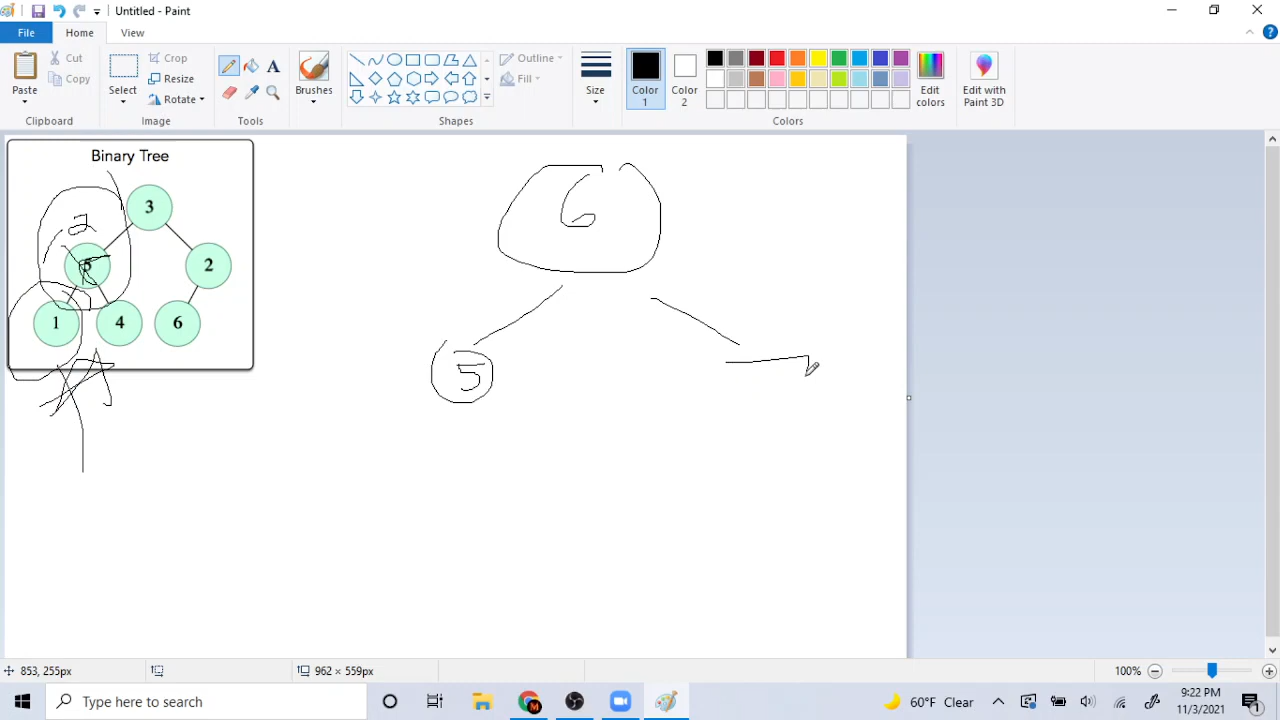 Untitled - Paint
File Home View
Paste
Cut
Copy
Clipboard
Select
Crop
Resize
Rotate
Image
Tools
Brushes
Shapes
Outline
Fill
Size
Color 1
Color 2
Colors
Edit colors
Edit with Paint 3D
Binary Tree
3
2
5
2
1 4 6
6
5
853, 255px
962 × 559px
100%
Type here to search
60°F Clear
9:22 PM
11/3/2021